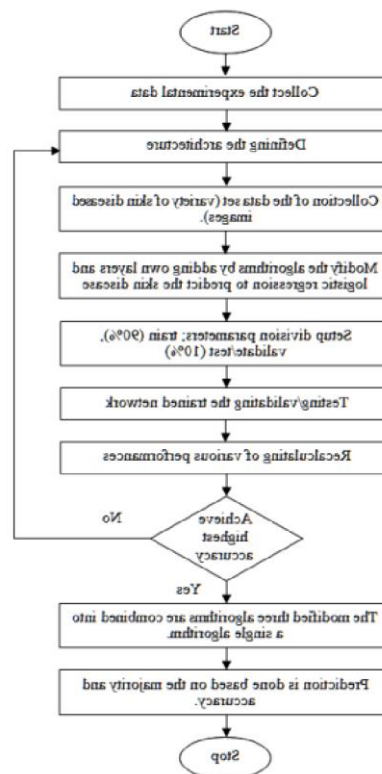 Start
Collect the experimental data
Defining the architecture
Collection of the data set (variety of skin diseased
images).
Modify the algorithms by adding own layers and
logistic regression to predict the skin disease
Setup division parameters; train (90%),
validate/test (10%)
Testing/validating the trained network
Recalculating of various performances
Achieve
highest
accuracy
No
Yes
The modified three algorithms are combined into
a single algorithm.
Prediction is done based on the majority and
accuracy.
Stop